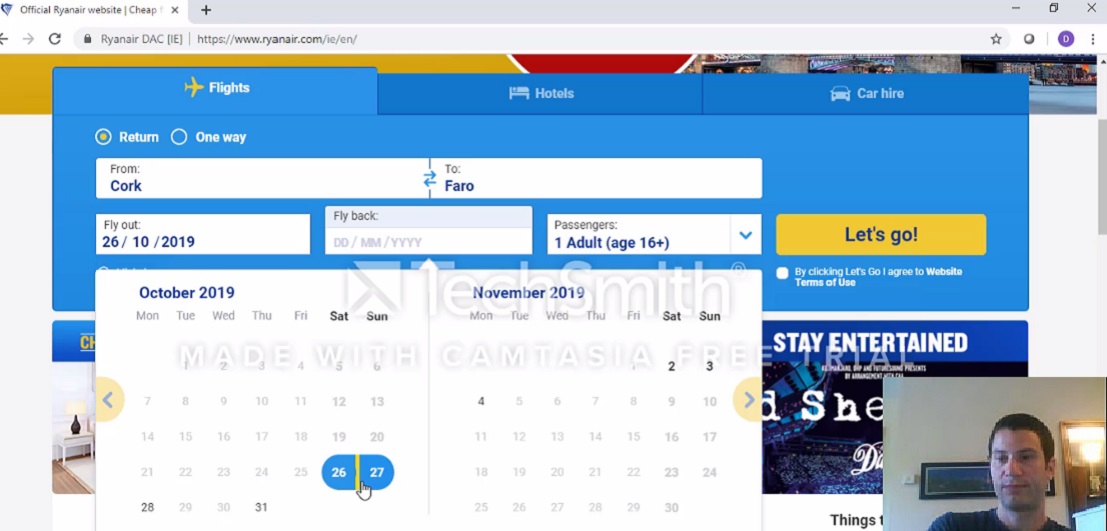 Official Ryanair website | Cheap f
Ryanair DAC [IE] | https://www.ryanair.com/ie/en/
D
Flights
Hotels
Car hire
Return
One way
From:
Cork
To:
Faro
Fly out:
26/ 10 /2019
Fly back:
DD / MM /YYYY
Passengers:
1 Adult (age 16+)
Let's go!
By clicking Let's Go I agree to Website
Terms of Use
TechSmith®
MADE WITH CAMTASIA FREE TRIAL
October 2019
Mon Tue Wed Thu Fri Sat Sun
1 2 3 4 5 6
7 8 9 10 11 12 13
14 15 16 17 18 19 20
21 22 23 24 25 26 27
28 29 30 31
November 2019
Mon Tue Wed Thu Fri Sat Sun
1 2 3
4 5 6 7 8 9 10
11 12 13 14 15 16 17
18 19 20 21 22 23 24
25 26 27 28 29 30
CH
STAY ENTERTAINED
d She
Things t